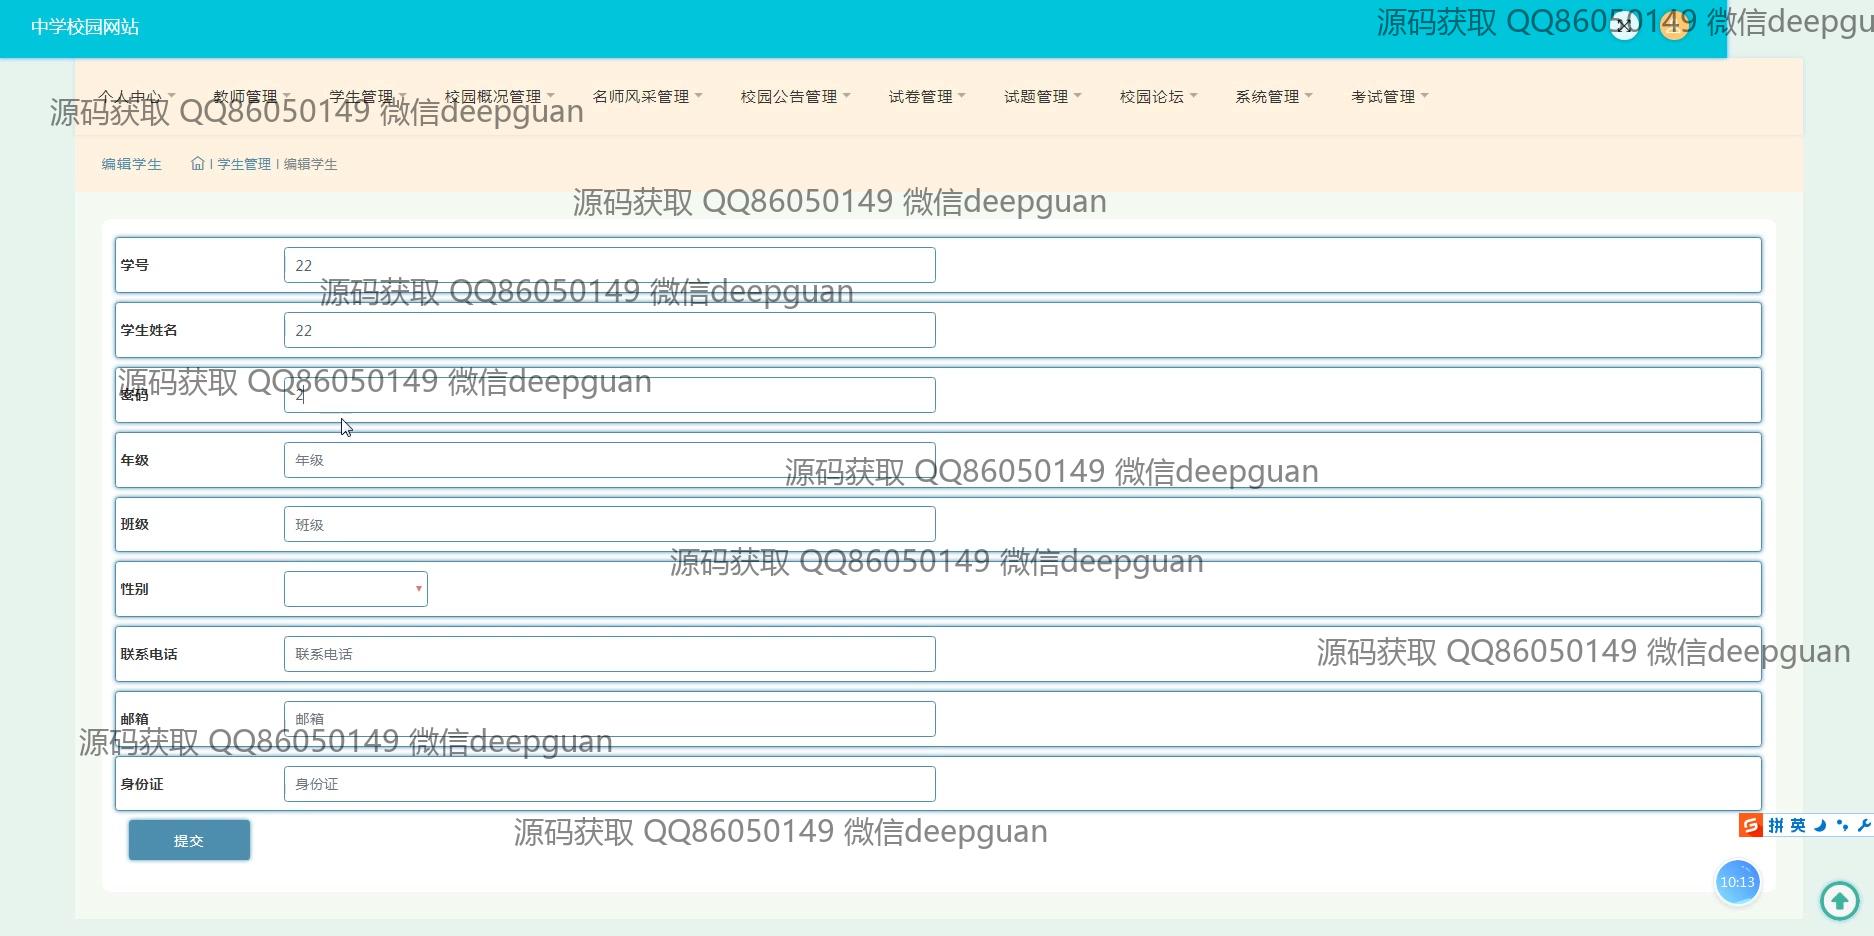 中学校园网站
源码获取 QQ86050149 微信deepgu
个人中心 教师管理 学生管理 校园概况管理 名师风采管理 校园公告管理 试卷管理 试题管理 校园论坛 系统管理 考试管理
源码获取 QQ86050149 微信deepguan
编辑学生 | 学生管理 | 编辑学生
源码获取 QQ86050149 微信deepguan
学号 22
源码获取 QQ86050149 微信deepguan
学生姓名 22
源码获取 QQ86050149 微信deepguan
密码 2
年级 年级
源码获取 QQ86050149 微信deepguan
班级 班级
源码获取 QQ86050149 微信deepguan
性别
联系电话 联系电话
源码获取 QQ86050149 微信deepguan
邮箱 邮箱
源码获取 QQ86050149 微信deepguan
身份证 身份证
拼 英
源码获取 QQ86050149 微信deepguan
提交
10:13